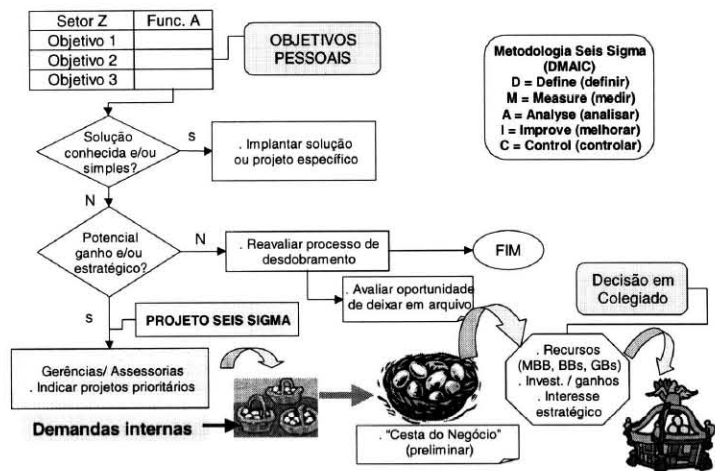 Setor Z Func. A
Objetivo 1
Objetivo 2
Objetivo 3
OBJETIVOS
PESSOAIS
Metodologia Seis Sigma
(DMAIC)
D = Define (definir)
M = Measure (medir)
A = Analyse (analisar)
I = Improve (melhorar)
C = Control (controlar)
Solução
conhecida e/ou
simples?
s
. Implantar solução
ou projeto específico
N
Potencial
ganho e/ou
estratégico?
N
. Reavaliar processo de
desdobramento
FIM
. Avaliar oportunidade
de deixar em arquivo
Decisão em
Colegiado
s
PROJETO SEIS SIGMA
Gerências/ Assessorias
. Indicar projetos prioritários
. Recursos
(MBB, BBs, GBs)
. Invest. / ganhos
. Interesse
estratégico
Demandas internas
. "Cesta do Negócio"
(preliminar)